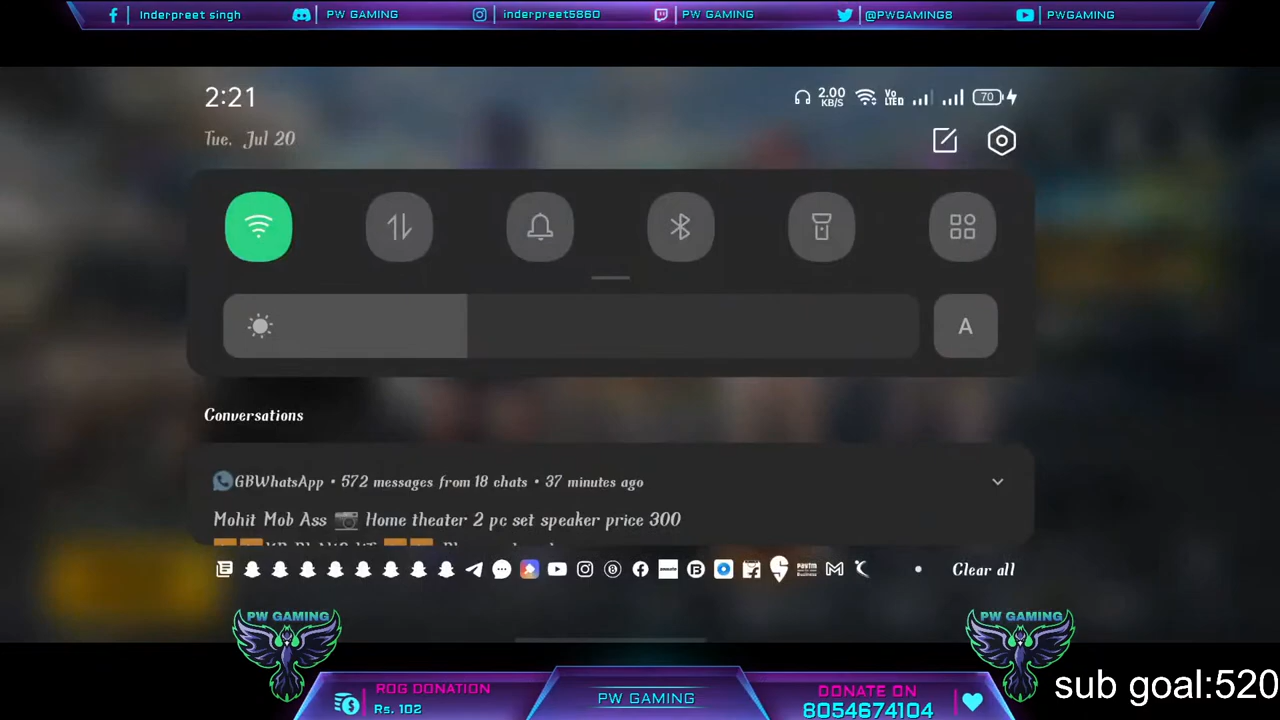 Inderpreet singh
PW GAMING
inderpreet5860
PW GAMING
@PWGAMING8
PWGAMING
2:21
2.00 KB/S
Vo LTED
70
Tue. Jul 20
A
Conversations
GBWhatsApp • 572 messages from 18 chats • 37 minutes ago
Mohit Mob Ass 📷 Home theater 2 pc set speaker price 300
Clear all
PW GAMING
PW GAMING
ROG DONATION
Rs. 102
PW GAMING
DONATE ON
8054674104
sub goal:520